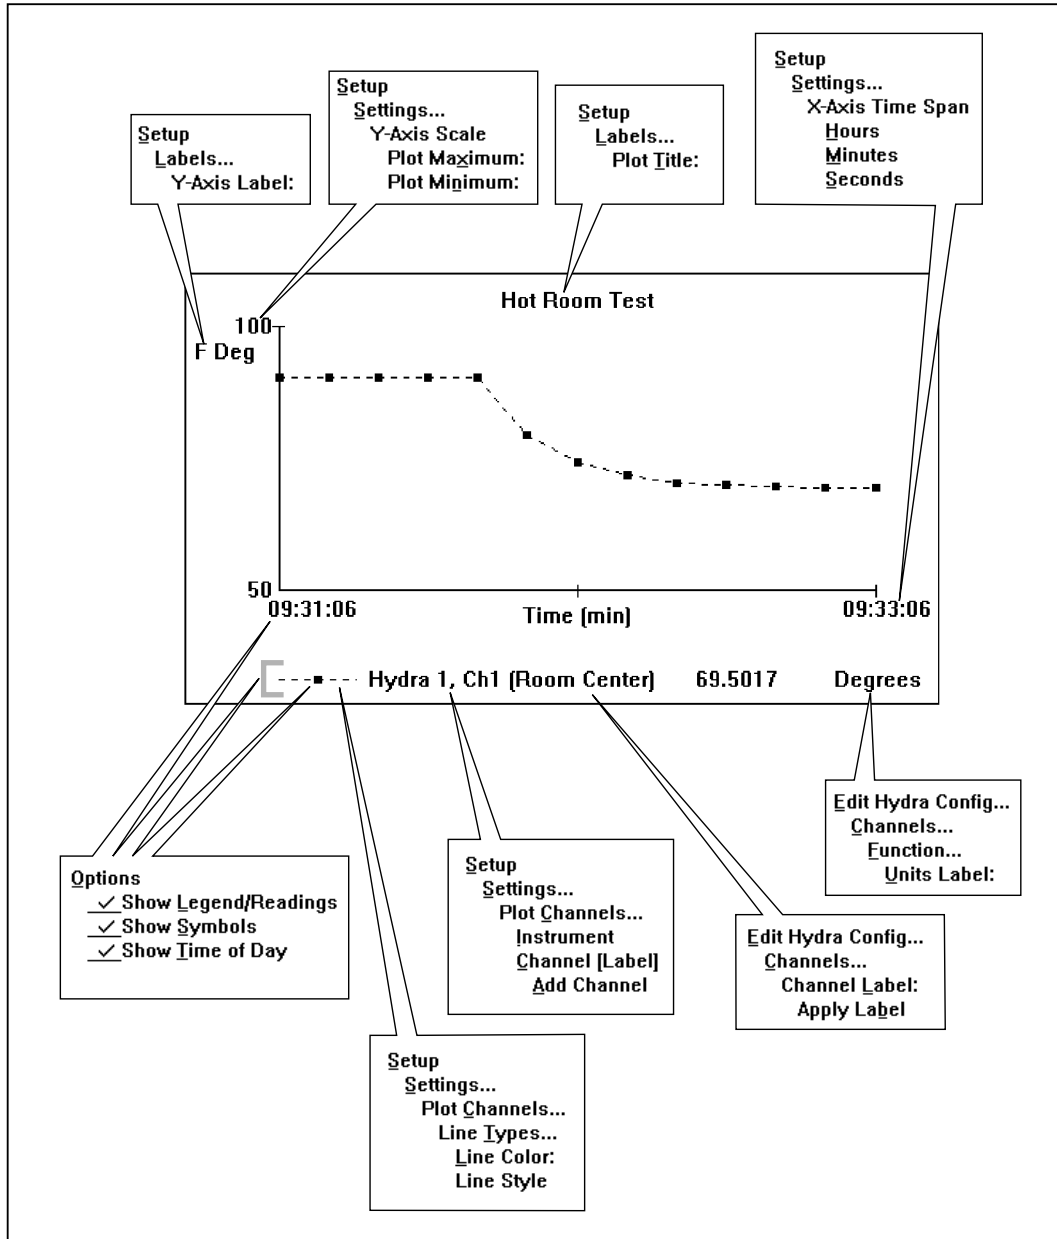 Setup
Labels...
Y-Axis Label:
Setup
Settings...
Y-Axis Scale
Plot Maximum:
Plot Minimum:
Setup
Labels...
Plot Title:
Setup
Settings...
X-Axis Time Span
Hours
Minutes
Seconds
Hot Room Test
100
F Deg
50
09:31:06
Time (min)
09:33:06
Hydra 1, Ch1 (Room Center) 69.5017 Degrees
Options
✓ Show Legend/Readings
✓ Show Symbols
✓ Show Time of Day
Setup
Settings...
Plot Channels...
Instrument
Channel [Label]
Add Channel
Edit Hydra Config...
Channels...
Function...
Units Label:
Edit Hydra Config...
Channels...
Channel Label:
Apply Label
Setup
Settings...
Plot Channels...
Line Types...
Line Color:
Line Style